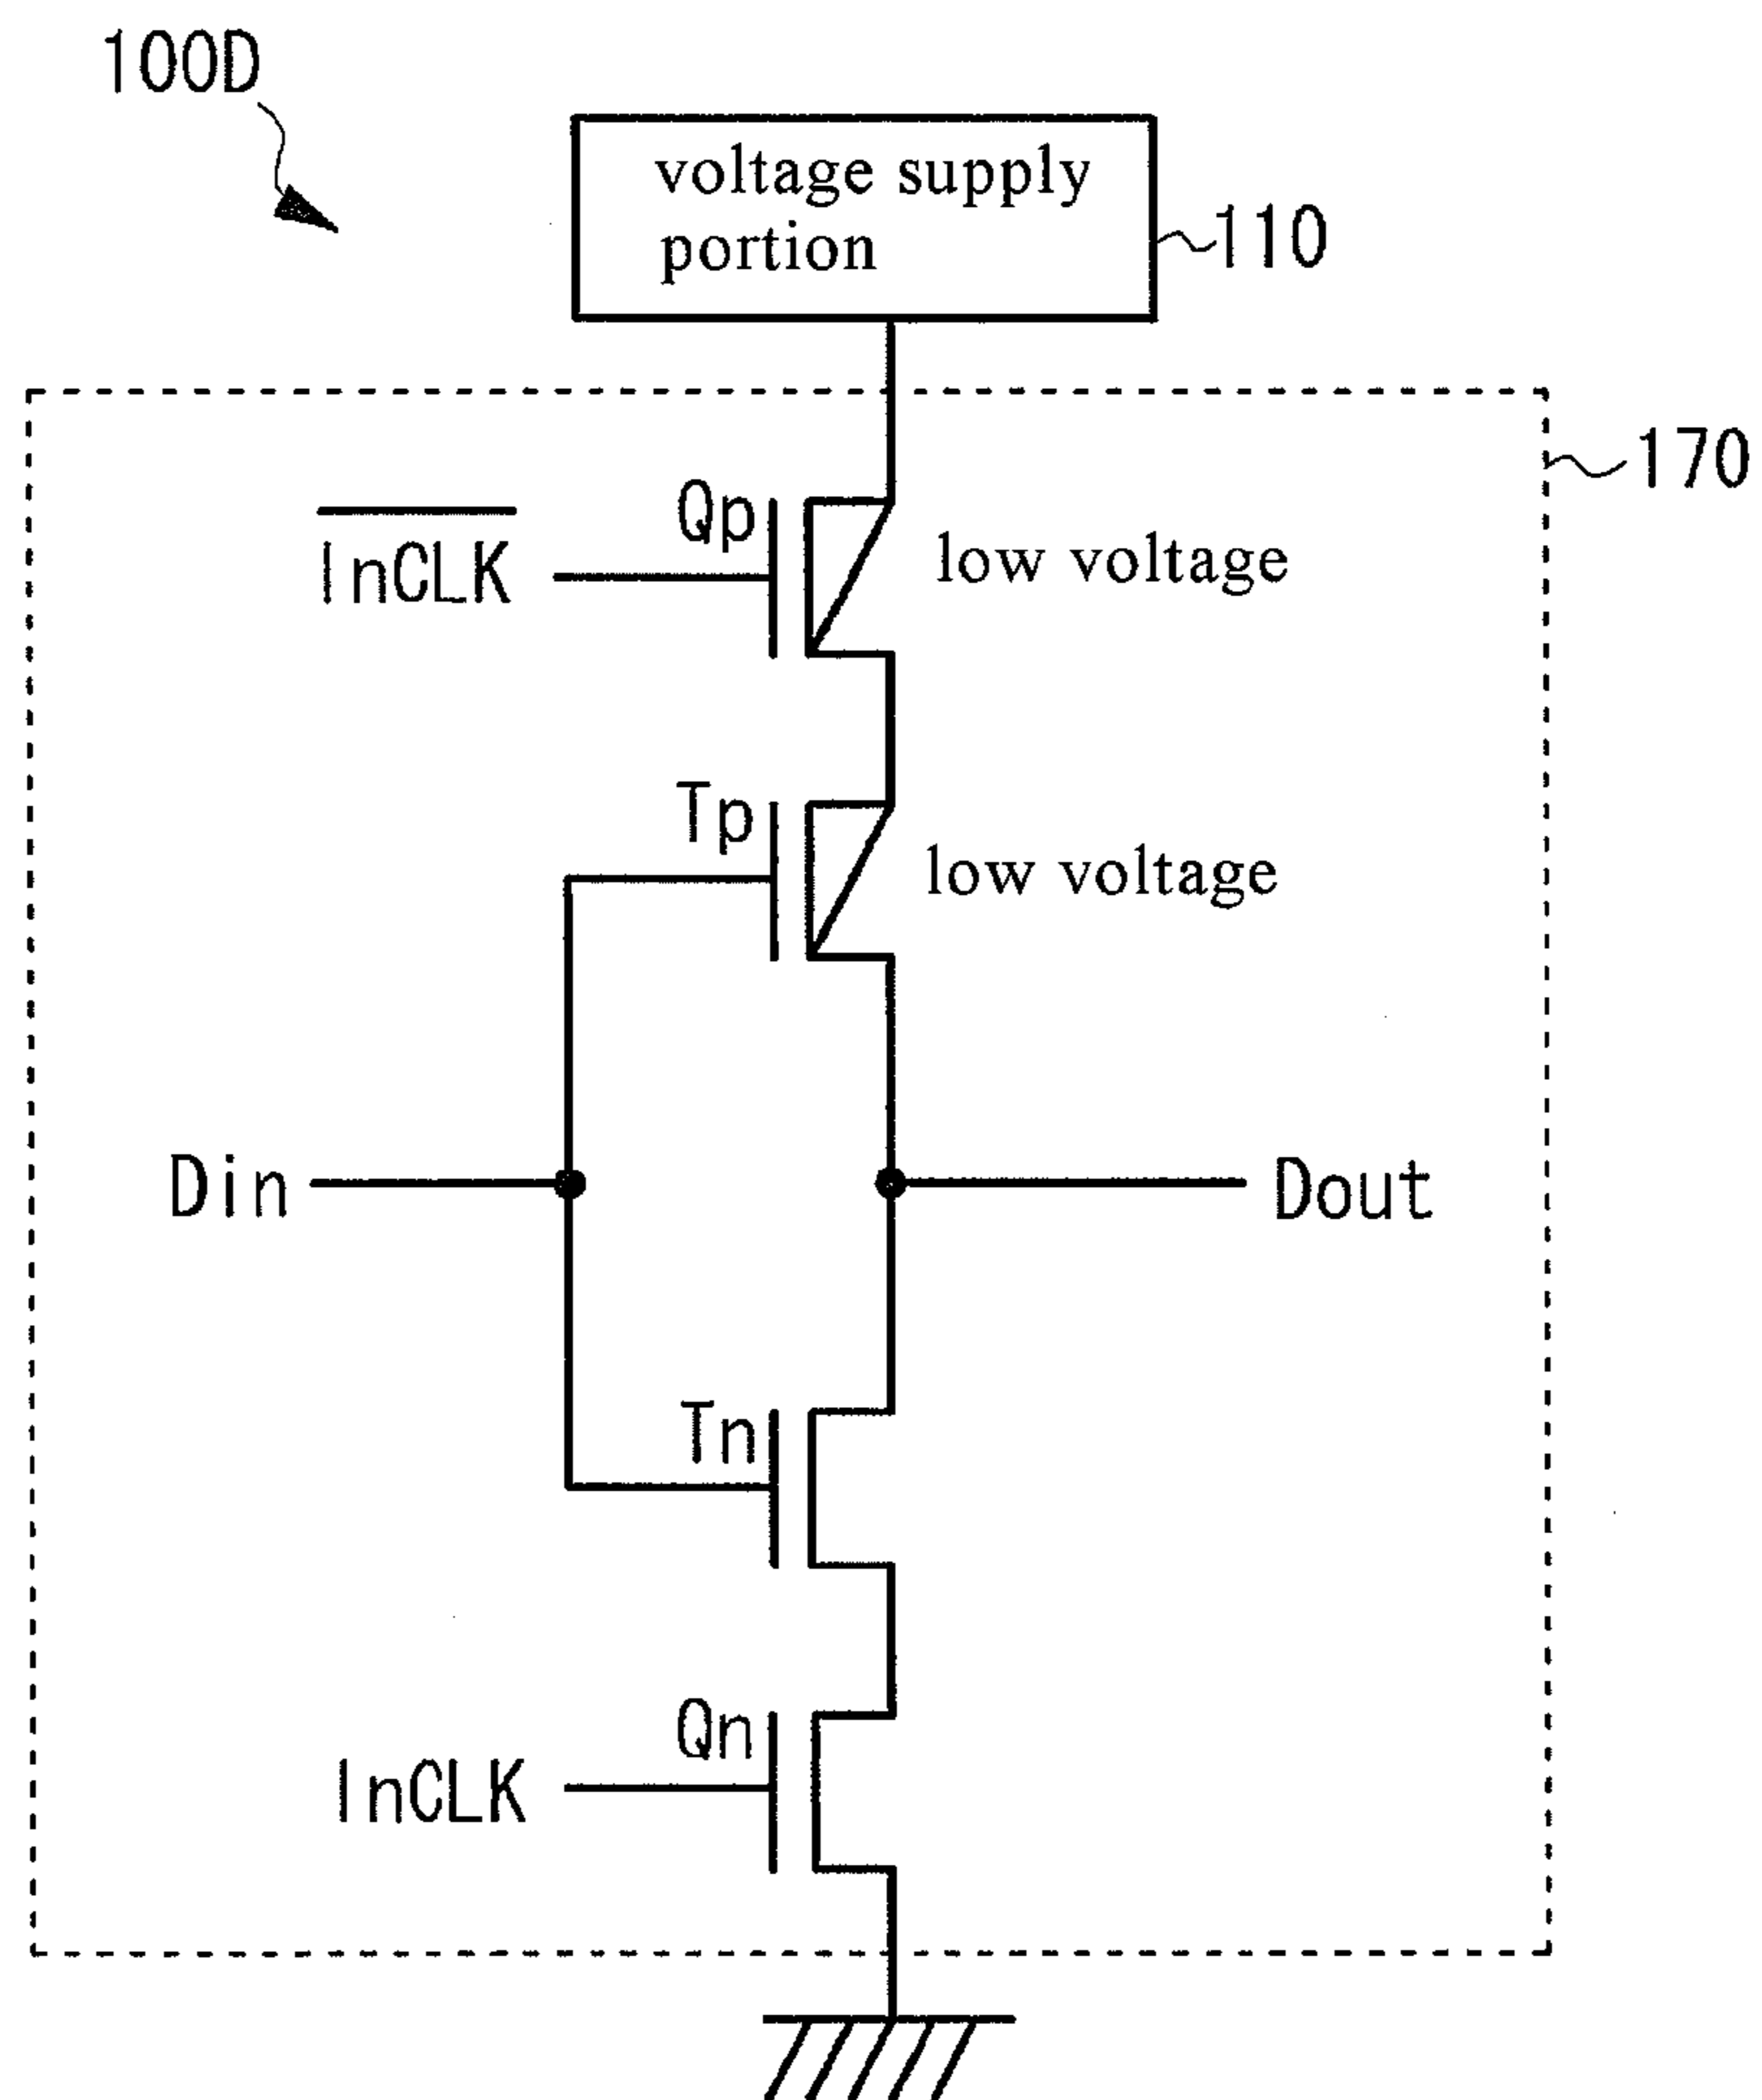 100D
voltage supply
portion
110
170
Qp
InCLK
low voltage
Tp
low voltage
Din
Dout
Tn
Qn
InCLK